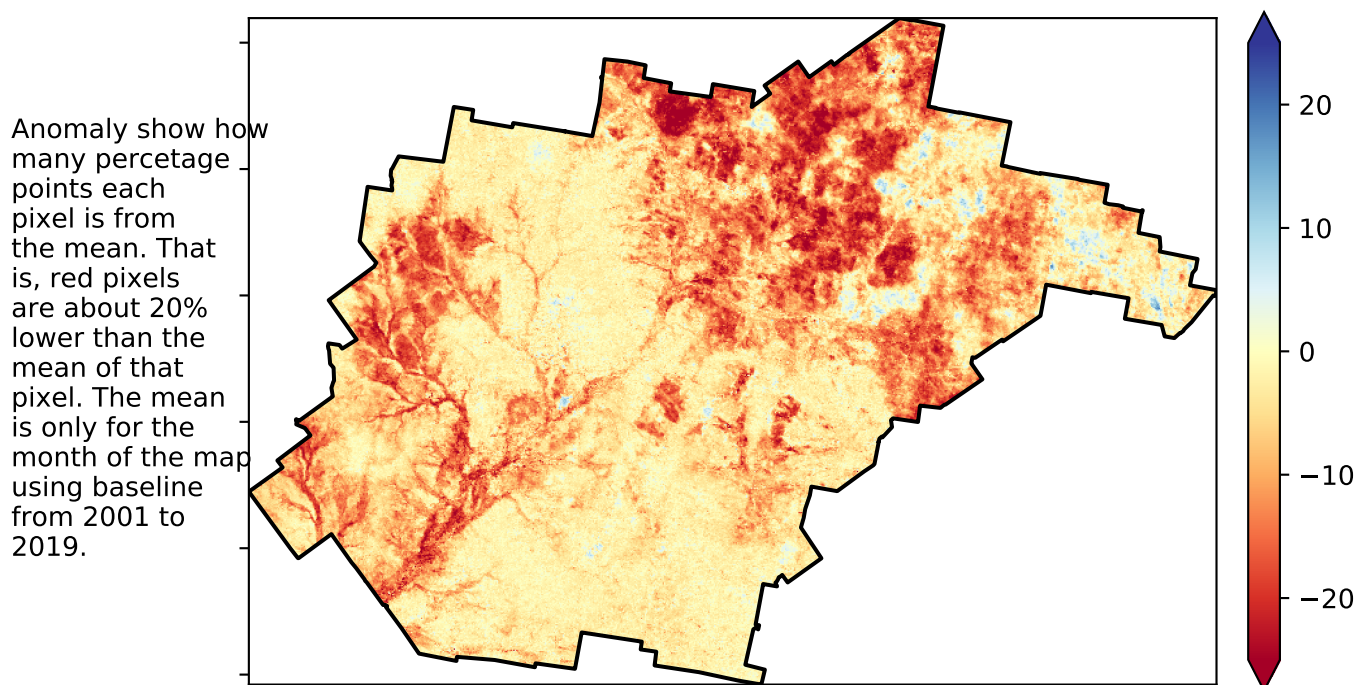 Anomaly show how
many percetage
points each
pixel is from
the mean. That
is, red pixels
are about 20%
lower than the
mean of that
pixel. The mean
is only for the
month of the map
using baseline
from 2001 to
2019.
20
10
0
−10
−20